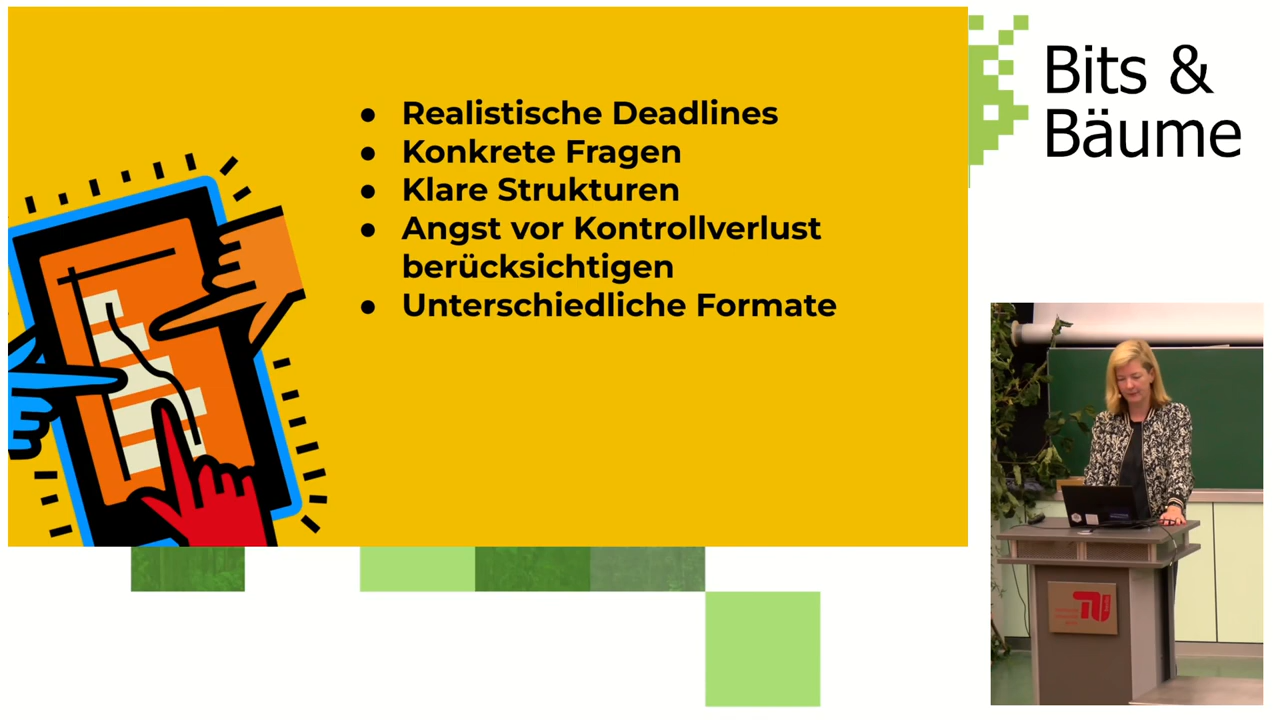 ● Realistische Deadlines
● Konkrete Fragen
● Klare Strukturen
● Angst vor Kontrollverlust
berücksichtigen
● Unterschiedliche Formate
Bits &
Bäume